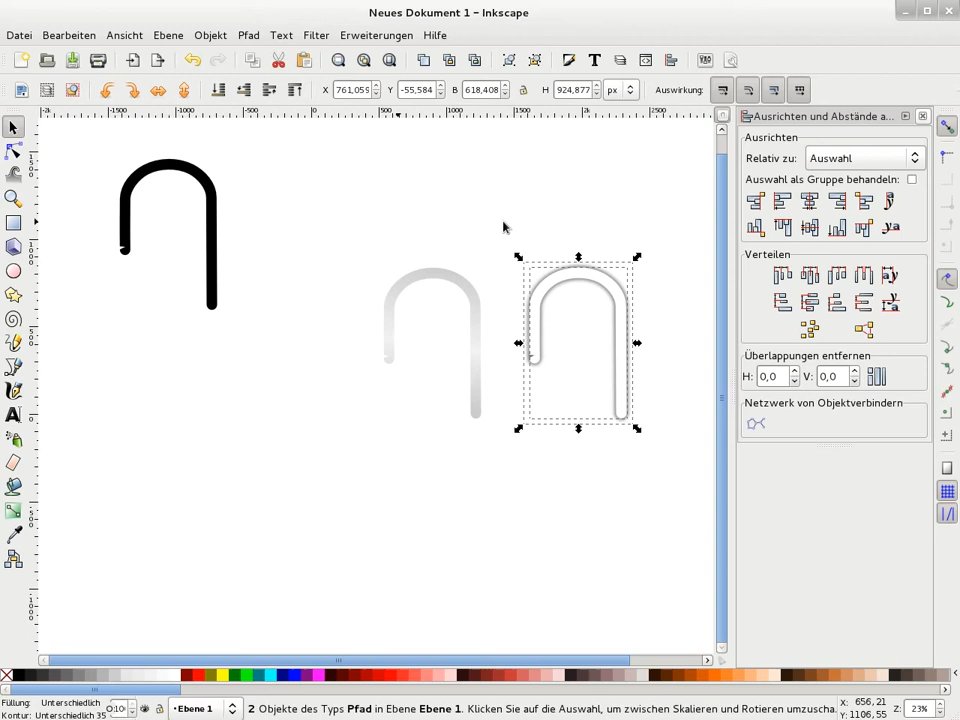 Neues Dokument 1 - Inkscape
Datei Bearbeiten Ansicht Ebene Objekt Pfad Text Filter Erweiterungen Hilfe
X 761,059 Y -55,584 B 618,408 H 924,877 px Auswirkung:
Ausrichten und Abstände a...
Ausrichten
Relativ zu: Auswahl
Auswahl als Gruppe behandeln:
Verteilen
Überlappungen entfernen
H: 0,0 V: 0,0
Netzwerk von Objektverbindern
Füllung: Unterschiedlich
Kontur: Unterschiedlich 35
Ebene 1
2 Objekte des Typs Pfad in Ebene Ebene 1. Klicken Sie auf die Auswahl, um zwischen Skalieren und Rotieren umzuscha.
X: 656,21
Y: 1106,55
Z: 23%